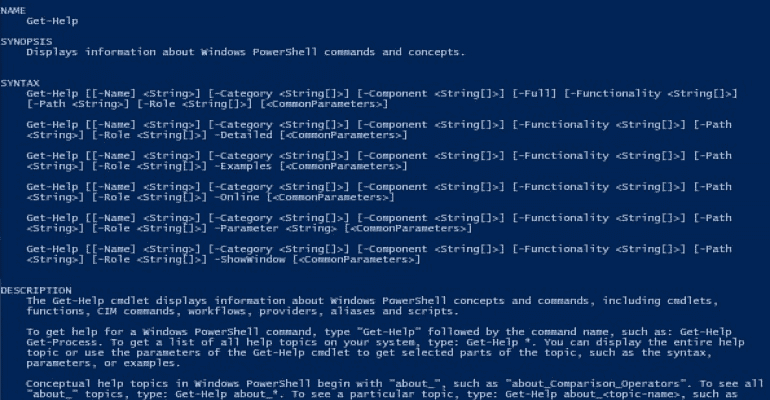 NAME
Get-Help
SYNOPSIS
Displays information about Windows PowerShell commands and concepts.
SYNTAX
Get-Help [[-Name] <String>] [-Category <String[]>] [-Component <String[]>] [-Full] [-Functionality <String[]>]
[-Path <String>] [-Role <String[]>] [<CommonParameters>]
Get-Help [[-Name] <String>] [-Category <String[]>] [-Component <String[]>] [-Functionality <String[]>] [-Path
<String>] [-Role <String[]>] -Detailed [<CommonParameters>]
Get-Help [[-Name] <String>] [-Category <String[]>] [-Component <String[]>] [-Functionality <String[]>] [-Path
<String>] [-Role <String[]>] -Examples [<CommonParameters>]
Get-Help [[-Name] <String>] [-Category <String[]>] [-Component <String[]>] [-Functionality <String[]>] [-Path
<String>] [-Role <String[]>] -Online [<CommonParameters>]
Get-Help [[-Name] <String>] [-Category <String[]>] [-Component <String[]>] [-Functionality <String[]>] [-Path
<String>] [-Role <String[]>] -Parameter <String> [<CommonParameters>]
Get-Help [[-Name] <String>] [-Category <String[]>] [-Component <String[]>] [-Functionality <String[]>] [-Path
<String>] [-Role <String[]>] -ShowWindow [<CommonParameters>]
DESCRIPTION
The Get-Help cmdlet displays information about Windows PowerShell concepts and commands, including cmdlets,
functions, CIM commands, workflows, providers, aliases and scripts.
To get help for a Windows PowerShell command, type "Get-Help" followed by the command name, such as: Get-Help
Get-Process. To get a list of all help topics on your system, type: Get-Help *. You can display the entire help
topic or use the parameters of the Get-Help cmdlet to get selected parts of the topic, such as the syntax,
parameters, or examples.
Conceptual help topics in Windows PowerShell begin with "about_", such as "about_Comparison_Operators". To see all
"about_" topics, type: Get-Help about_*. To see a particular topic, type: Get-Help about_<topic-name>, such as